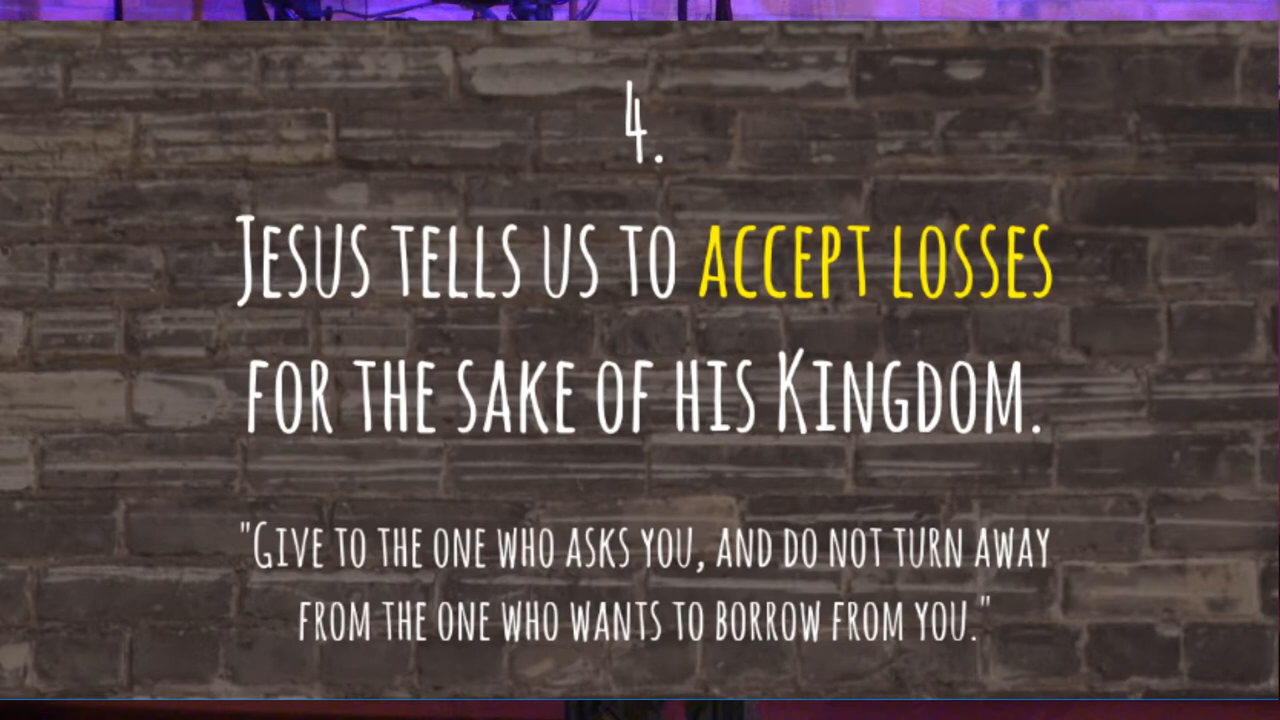 4.
Jesus tells us to accept losses
for the sake of his Kingdom.
"Give to the one who asks you, and do not turn away
from the one who wants to borrow from you."